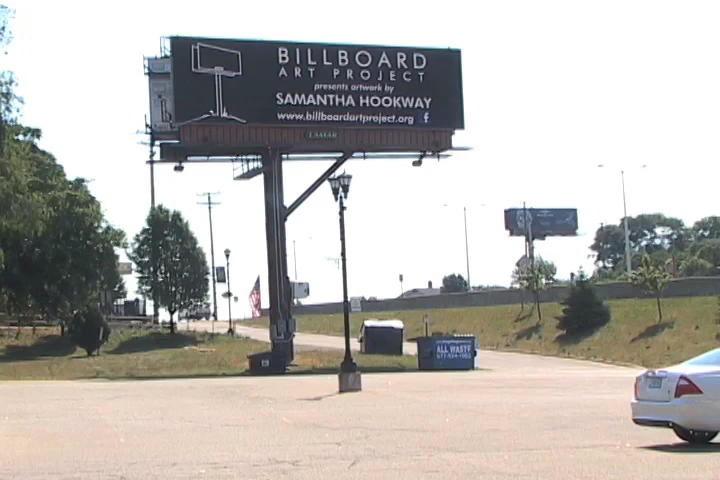 BILLBOARD
ART PROJECT
presents artwork by
SAMANTHA HOOKWAY
www.billboardartproject.org f
LAMAR
ALL WASTE